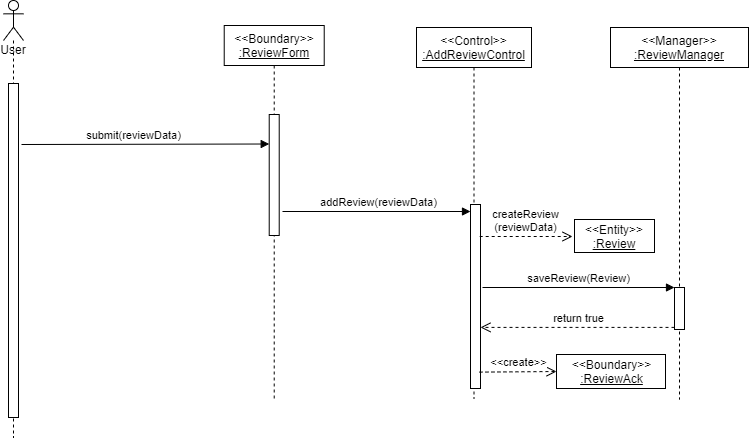 User
<<Boundary>>
:ReviewForm
<<Control>>
:AddReviewControl
<<Manager>>
:ReviewManager
submit(reviewData)
addReview(reviewData)
createReview
(reviewData)
<<Entity>>
:Review
saveReview(Review)
return true
<<create>>
<<Boundary>>
:ReviewAck